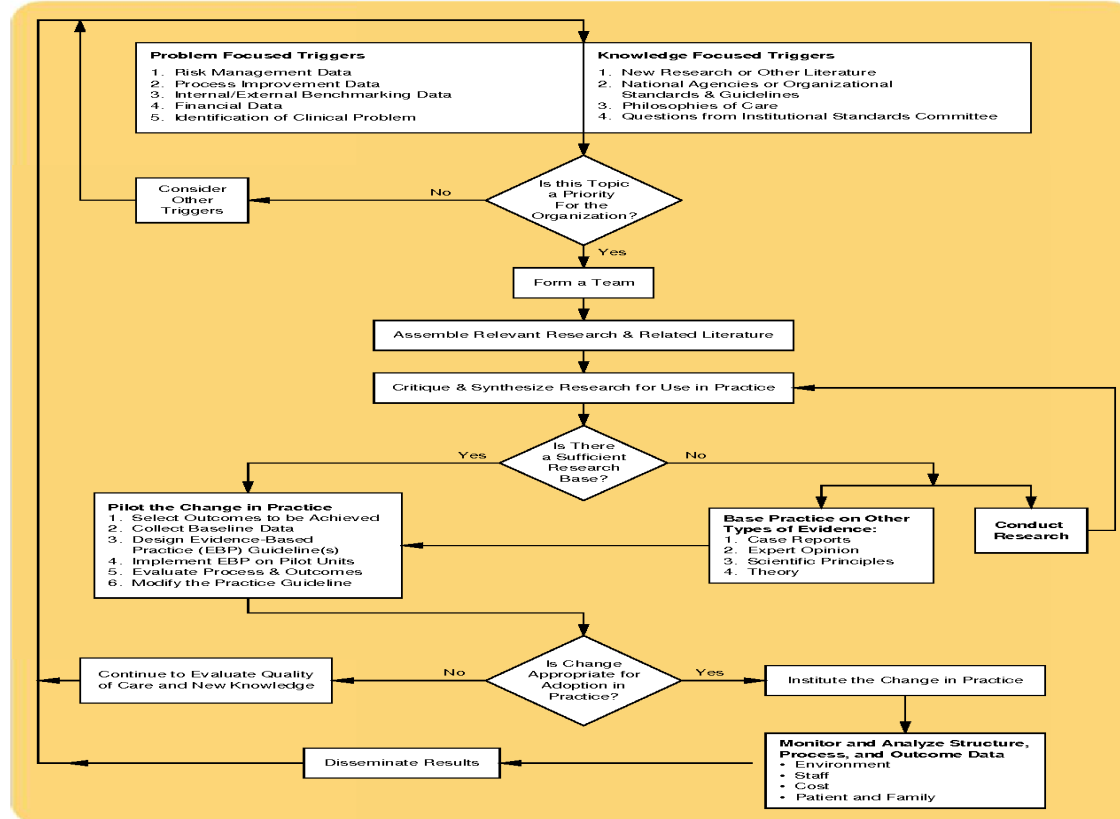 Problem Focused Triggers
1. Risk Management Data
2. Process Improvement Data
3. Internal/External Benchmarking Data
4. Financial Data
5. Identification of Clinical Problem
Knowledge Focused Triggers
1. New Research or Other Literature
2. National Agencies or Organizational
Standards & Guidelines
3. Philosophies of Care
4. Questions from Institutional Standards Committee
Consider
Other
Triggers
No
Is this Topic
a Priority
For the
Organization?
Yes
Form a Team
Assemble Relevant Research & Related Literature
Critique & Synthesize Research for Use in Practice
Yes
Is There
a Sufficient
Research
Base?
No
Pilot the Change in Practice
1. Select Outcomes to be Achieved
2. Collect Baseline Data
3. Design Evidence-Based
Practice (EBP) Guideline(s)
4. Implement EBP on Pilot Units
5. Evaluate Process & Outcomes
6. Modify the Practice Guideline
Base Practice on Other
Types of Evidence:
1. Case Reports
2. Expert Opinion
3. Scientific Principles
4. Theory
Conduct
Research
Continue to Evaluate Quality
of Care and New Knowledge
No
Is Change
Appropriate for
Adoption in
Practice?
Yes
Institute the Change in Practice
Disseminate Results
Monitor and Analyze Structure,
Process, and Outcome Data
• Environment
• Staff
• Cost
• Patient and Family